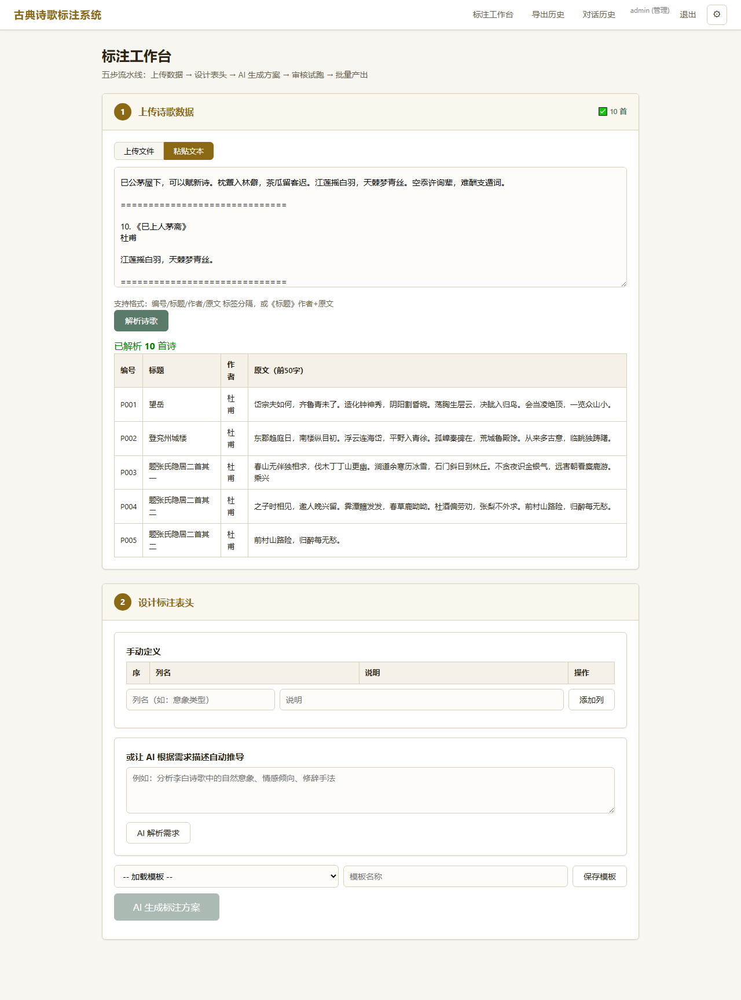 古典诗歌标注系统
标注工作台 导出历史 对话历史 admin (管理) 退出
标注工作台
五步流水线：上传数据 → 设计表头 → AI 生成方案 → 审核试跑 → 批量产出
1 上传诗歌数据 ✅ 10 首
上传文件 粘贴文本
巳公茅屋下，可以赋新诗。枕簟入林僻，茶瓜留客迟。江莲摇白羽，天棘梦青丝。空忝许询辈，难酬支遁词。
==============================
10. 《巳上人茅斋》
杜甫
江莲摇白羽，天棘梦青丝。
==============================
支持格式：编号/标题/作者/原文 标签分隔，或《标题》作者+原文
解析诗歌
已解析 10 首诗
编号 标题 作者 原文（前50字）
P001 望岳 杜甫 岱宗夫如何，齐鲁青未了。造化钟神秀，阴阳割昏晓。荡胸生层云，决眦入归鸟。会当凌绝顶，一览众山小。
P002 登兖州城楼 杜甫 东郡趋庭日，南楼纵目初。浮云连海岱，平野入青徐。孤嶂秦碑在，荒城鲁殿馀。从来多古意，临眺独踌躇。
P003 题张氏隐居二首其一 杜甫 春山无伴独相求，伐木丁丁山更幽。涧道余寒历冰雪，石门斜日到林丘。不贪夜识金银气，远害朝看麋鹿游。
乘兴
P004 题张氏隐居二首其二 杜甫 之子时相见，邀人晚兴留。霁潭鳣发发，春草鹿呦呦。杜酒偏劳劝，张梨不外求。前村山路险，归醉每无愁。
P005 题张氏隐居二首其二 杜甫 前村山路险，归醉每无愁。
2 设计标注表头
手动定义
序 列名 说明 操作
列名（如：意象类型） 说明 添加列
或让 AI 根据需求描述自动推导
例如：分析李白诗歌中的自然意象、情感倾向、修辞手法
AI 解析需求
-- 加载模板 -- 模板名称 保存模板
AI 生成标注方案